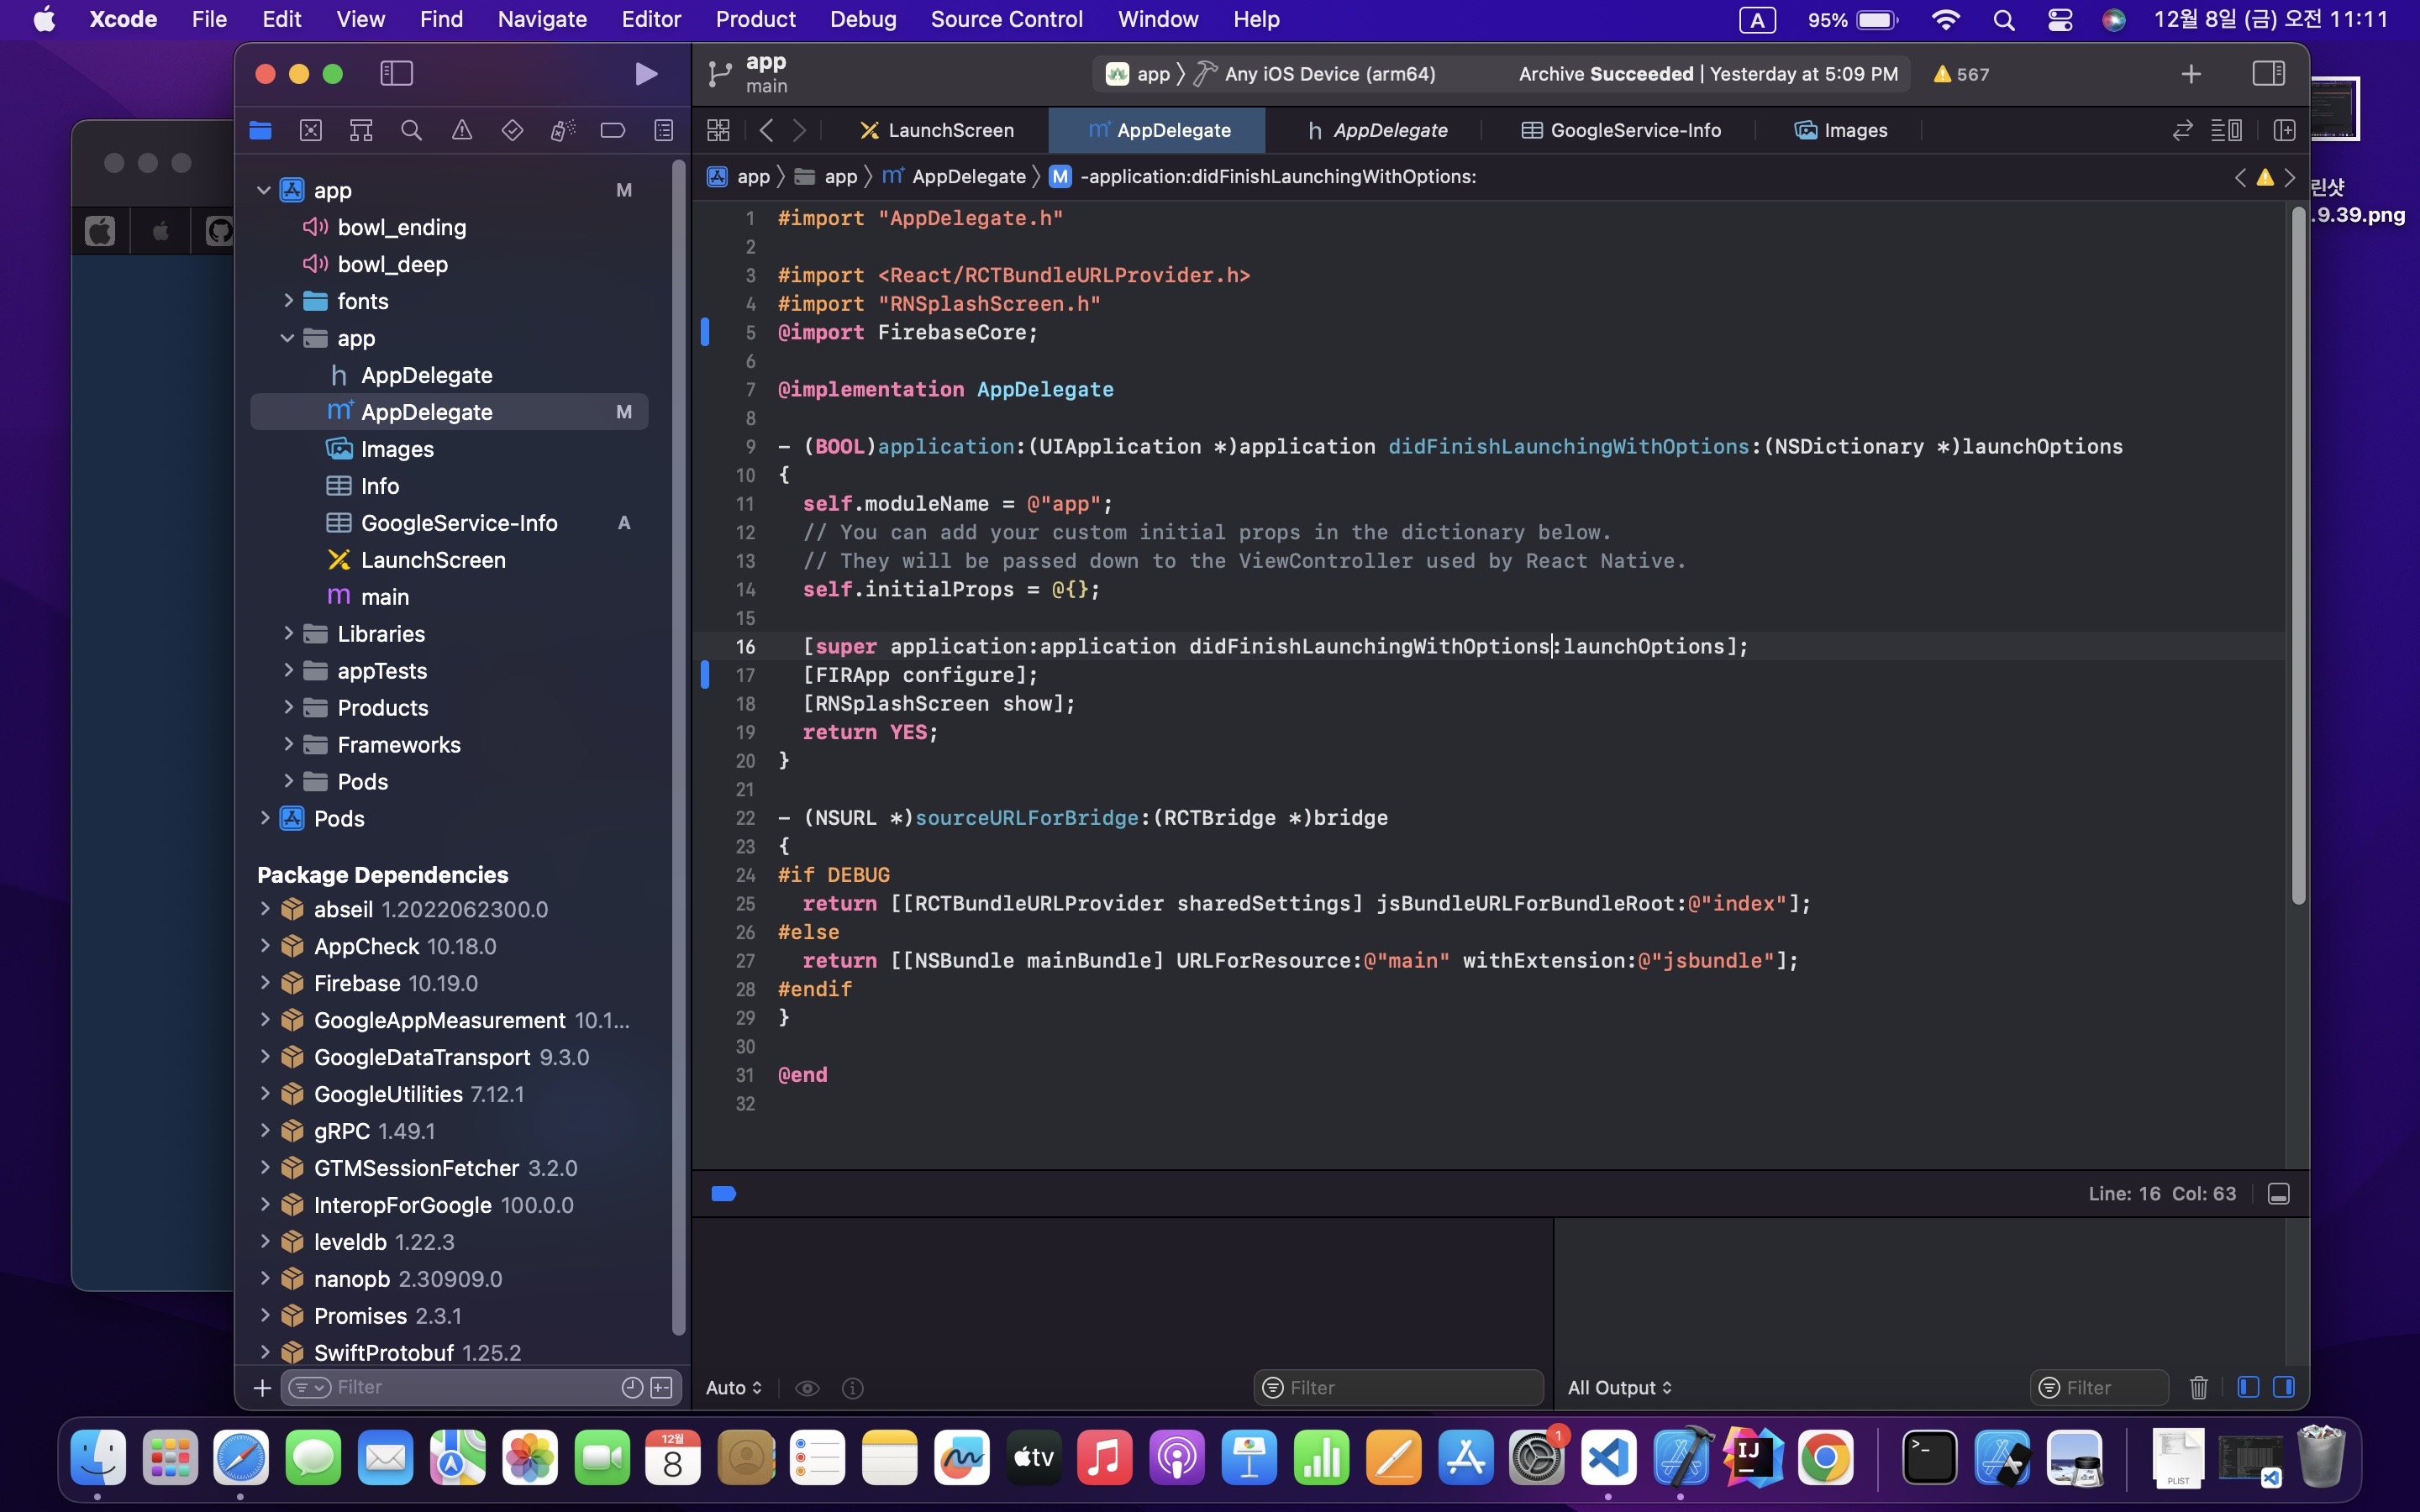 Xcode File Edit View Find Navigate Editor Product Debug Source Control Window Help A 95% 12월 8일 (금) 오전 11:11
app
main
app 〉 Any iOS Device (arm64) Archive Succeeded | Yesterday at 5:09 PM 567
LaunchScreen AppDelegate AppDelegate GoogleService-Info Images
app 〉 app 〉 AppDelegate 〉 M -application:didFinishLaunchingWithOptions:
app M
bowl_ending
bowl_deep
fonts
app
h AppDelegate
m+ AppDelegate M
Images
Info
GoogleService-Info A
LaunchScreen
m main
Libraries
appTests
Products
Frameworks
Pods
Pods
Package Dependencies
abseil 1.2022062300.0
AppCheck 10.18.0
Firebase 10.19.0
GoogleAppMeasurement 10.1...
GoogleDataTransport 9.3.0
GoogleUtilities 7.12.1
gRPC 1.49.1
GTMSessionFetcher 3.2.0
InteropForGoogle 100.0.0
leveldb 1.22.3
nanopb 2.30909.0
Promises 2.3.1
SwiftProtobuf 1.25.2
Filter
1 #import "AppDelegate.h"
2
3 #import <React/RCTBundleURLProvider.h>
4 #import "RNSplashScreen.h"
5 @import FirebaseCore;
6
7 @implementation AppDelegate
8
9 - (BOOL)application:(UIApplication *)application didFinishLaunchingWithOptions:(NSDictionary *)launchOptions
10 {
11 self.moduleName = @"app";
12 // You can add your custom initial props in the dictionary below.
13 // They will be passed down to the ViewController used by React Native.
14 self.initialProps = @{};
15
16 [super application:application didFinishLaunchingWithOptions:launchOptions];
17 [FIRApp configure];
18 [RNSplashScreen show];
19 return YES;
20 }
21
22 - (NSURL *)sourceURLForBridge:(RCTBridge *)bridge
23 {
24 #if DEBUG
25 return [[RCTBundleURLProvider sharedSettings] jsBundleURLForBundleRoot:@"index"];
26 #else
27 return [[NSBundle mainBundle] URLForResource:@"main" withExtension:@"jsbundle"];
28 #endif
29 }
30
31 @end
32
Line: 16 Col: 63
Auto Filter All Output Filter
린샷
.9.39.png
12월
8
tv
1
IJ
>_
PLIST